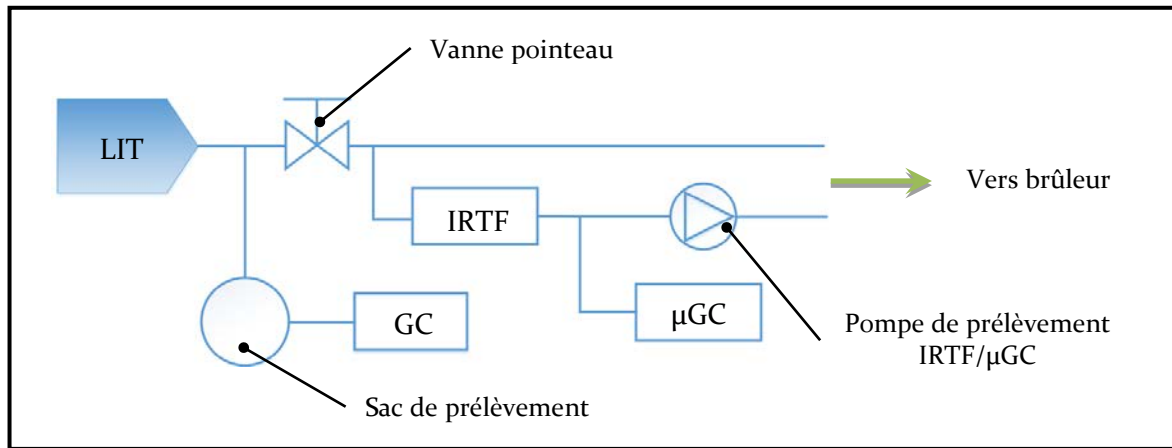 Vanne pointeau
LIT
Vers brûleur
IRTF
GC
μGC
Pompe de prélèvement
IRTF/μGC
Sac de prélèvement